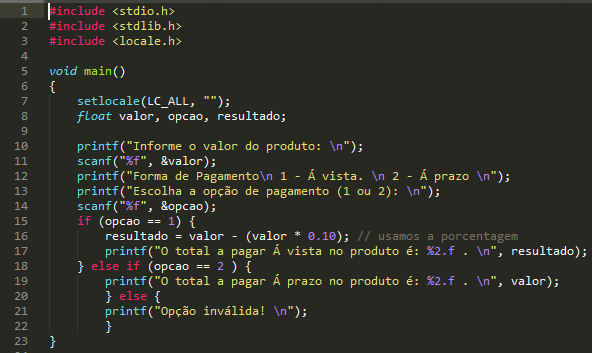 1 #include <stdio.h>
2 #include <stdlib.h>
3 #include <locale.h>
4
5 void main()
6 {
7     setlocale(LC_ALL, "");
8     float valor, opcao, resultado;
9
10     printf("Informe o valor do produto: \n");
11     scanf("%f", &valor);
12     printf("Forma de Pagamento\n 1 - Á vista. \n 2 - Á prazo \n");
13     printf("Escolha a opção de pagamento (1 ou 2): \n");
14     scanf("%f", &opcao);
15     if (opcao == 1) {
16         resultado = valor - (valor * 0.10); // usamos a porcentagem
17         printf("O total a pagar Á vista no produto é: %2.f . \n", resultado);
18     } else if (opcao == 2 ) {
19         printf("O total a pagar Á prazo no produto é: %2.f . \n", valor);
20         } else {
21         printf("Opção inválida! \n");
22         }
23 }